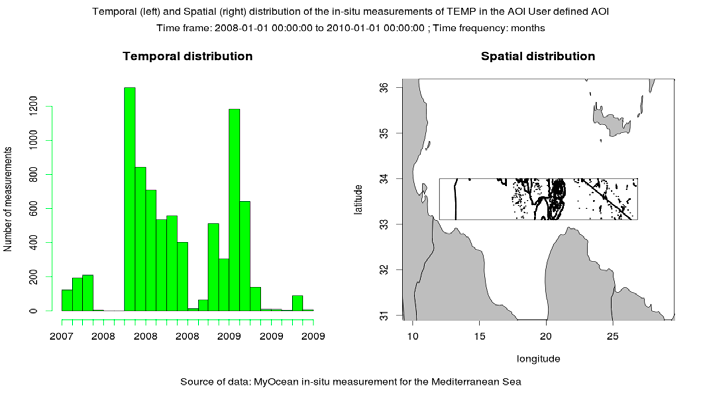 Temporal (left) and Spatial (right) distribution of the in-situ measurements of TEMP in the AOI User defined AOI
Time frame: 2008-01-01 00:00:00 to 2010-01-01 00:00:00 ; Time frequency: months
Temporal distribution
Number of measurements
0
200
400
600
800
1000
1200
2007 2008 2008 2009 2009 2009
Spatial distribution
latitude
36
35
34
33
32
31
10 15 20 25
longitude
Source of data: MyOcean in-situ measurement for the Mediterranean Sea